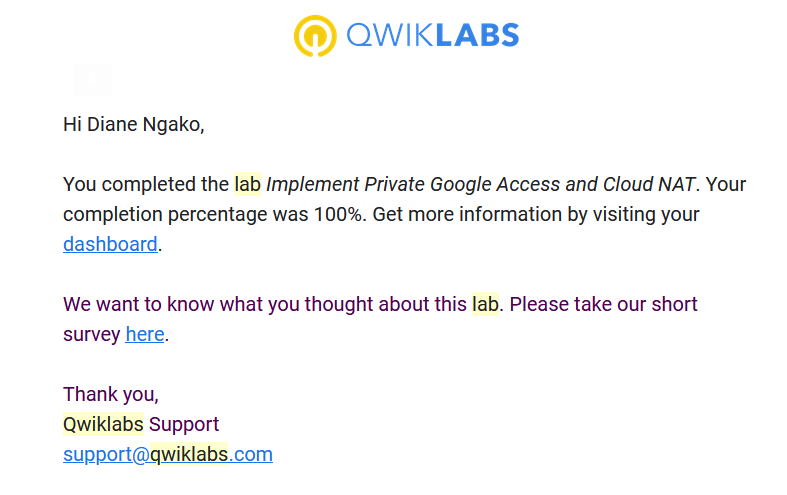 QWIKLABS
Hi Diane Ngako,
You completed the lab Implement Private Google Access and Cloud NAT. Your
completion percentage was 100%. Get more information by visiting your
dashboard.
We want to know what you thought about this lab. Please take our short
survey here.
Thank you,
Qwiklabs Support
support@qwiklabs.com